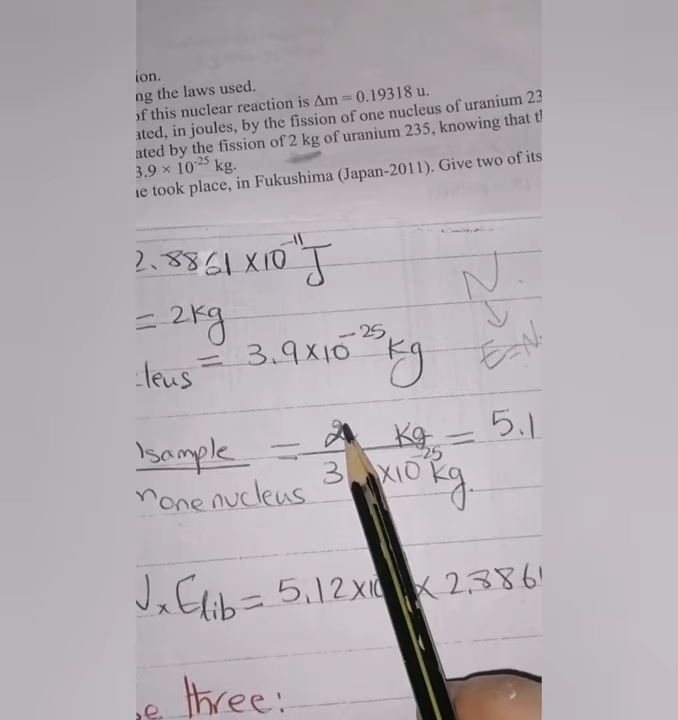 ion.
ng the laws used.
of this nuclear reaction is Δm = 0.19318 u.
ated, in joules, by the fission of one nucleus of uranium 23
ated by the fission of 2 kg of uranium 235, knowing that t
3.9 × 10⁻²⁵ kg.
e took place, in Fukushima (Japan-2011). Give two of its
2.8861 x10⁻¹¹ J
N.
= 2kg
↓
cleus = 3.9x10⁻²⁵ kg
E=N.
sample = 2 kg = 5.1
none nucleus 3 x10⁻²⁵ kg.
x Elib = 5.12x10 x 2.8861
e three: